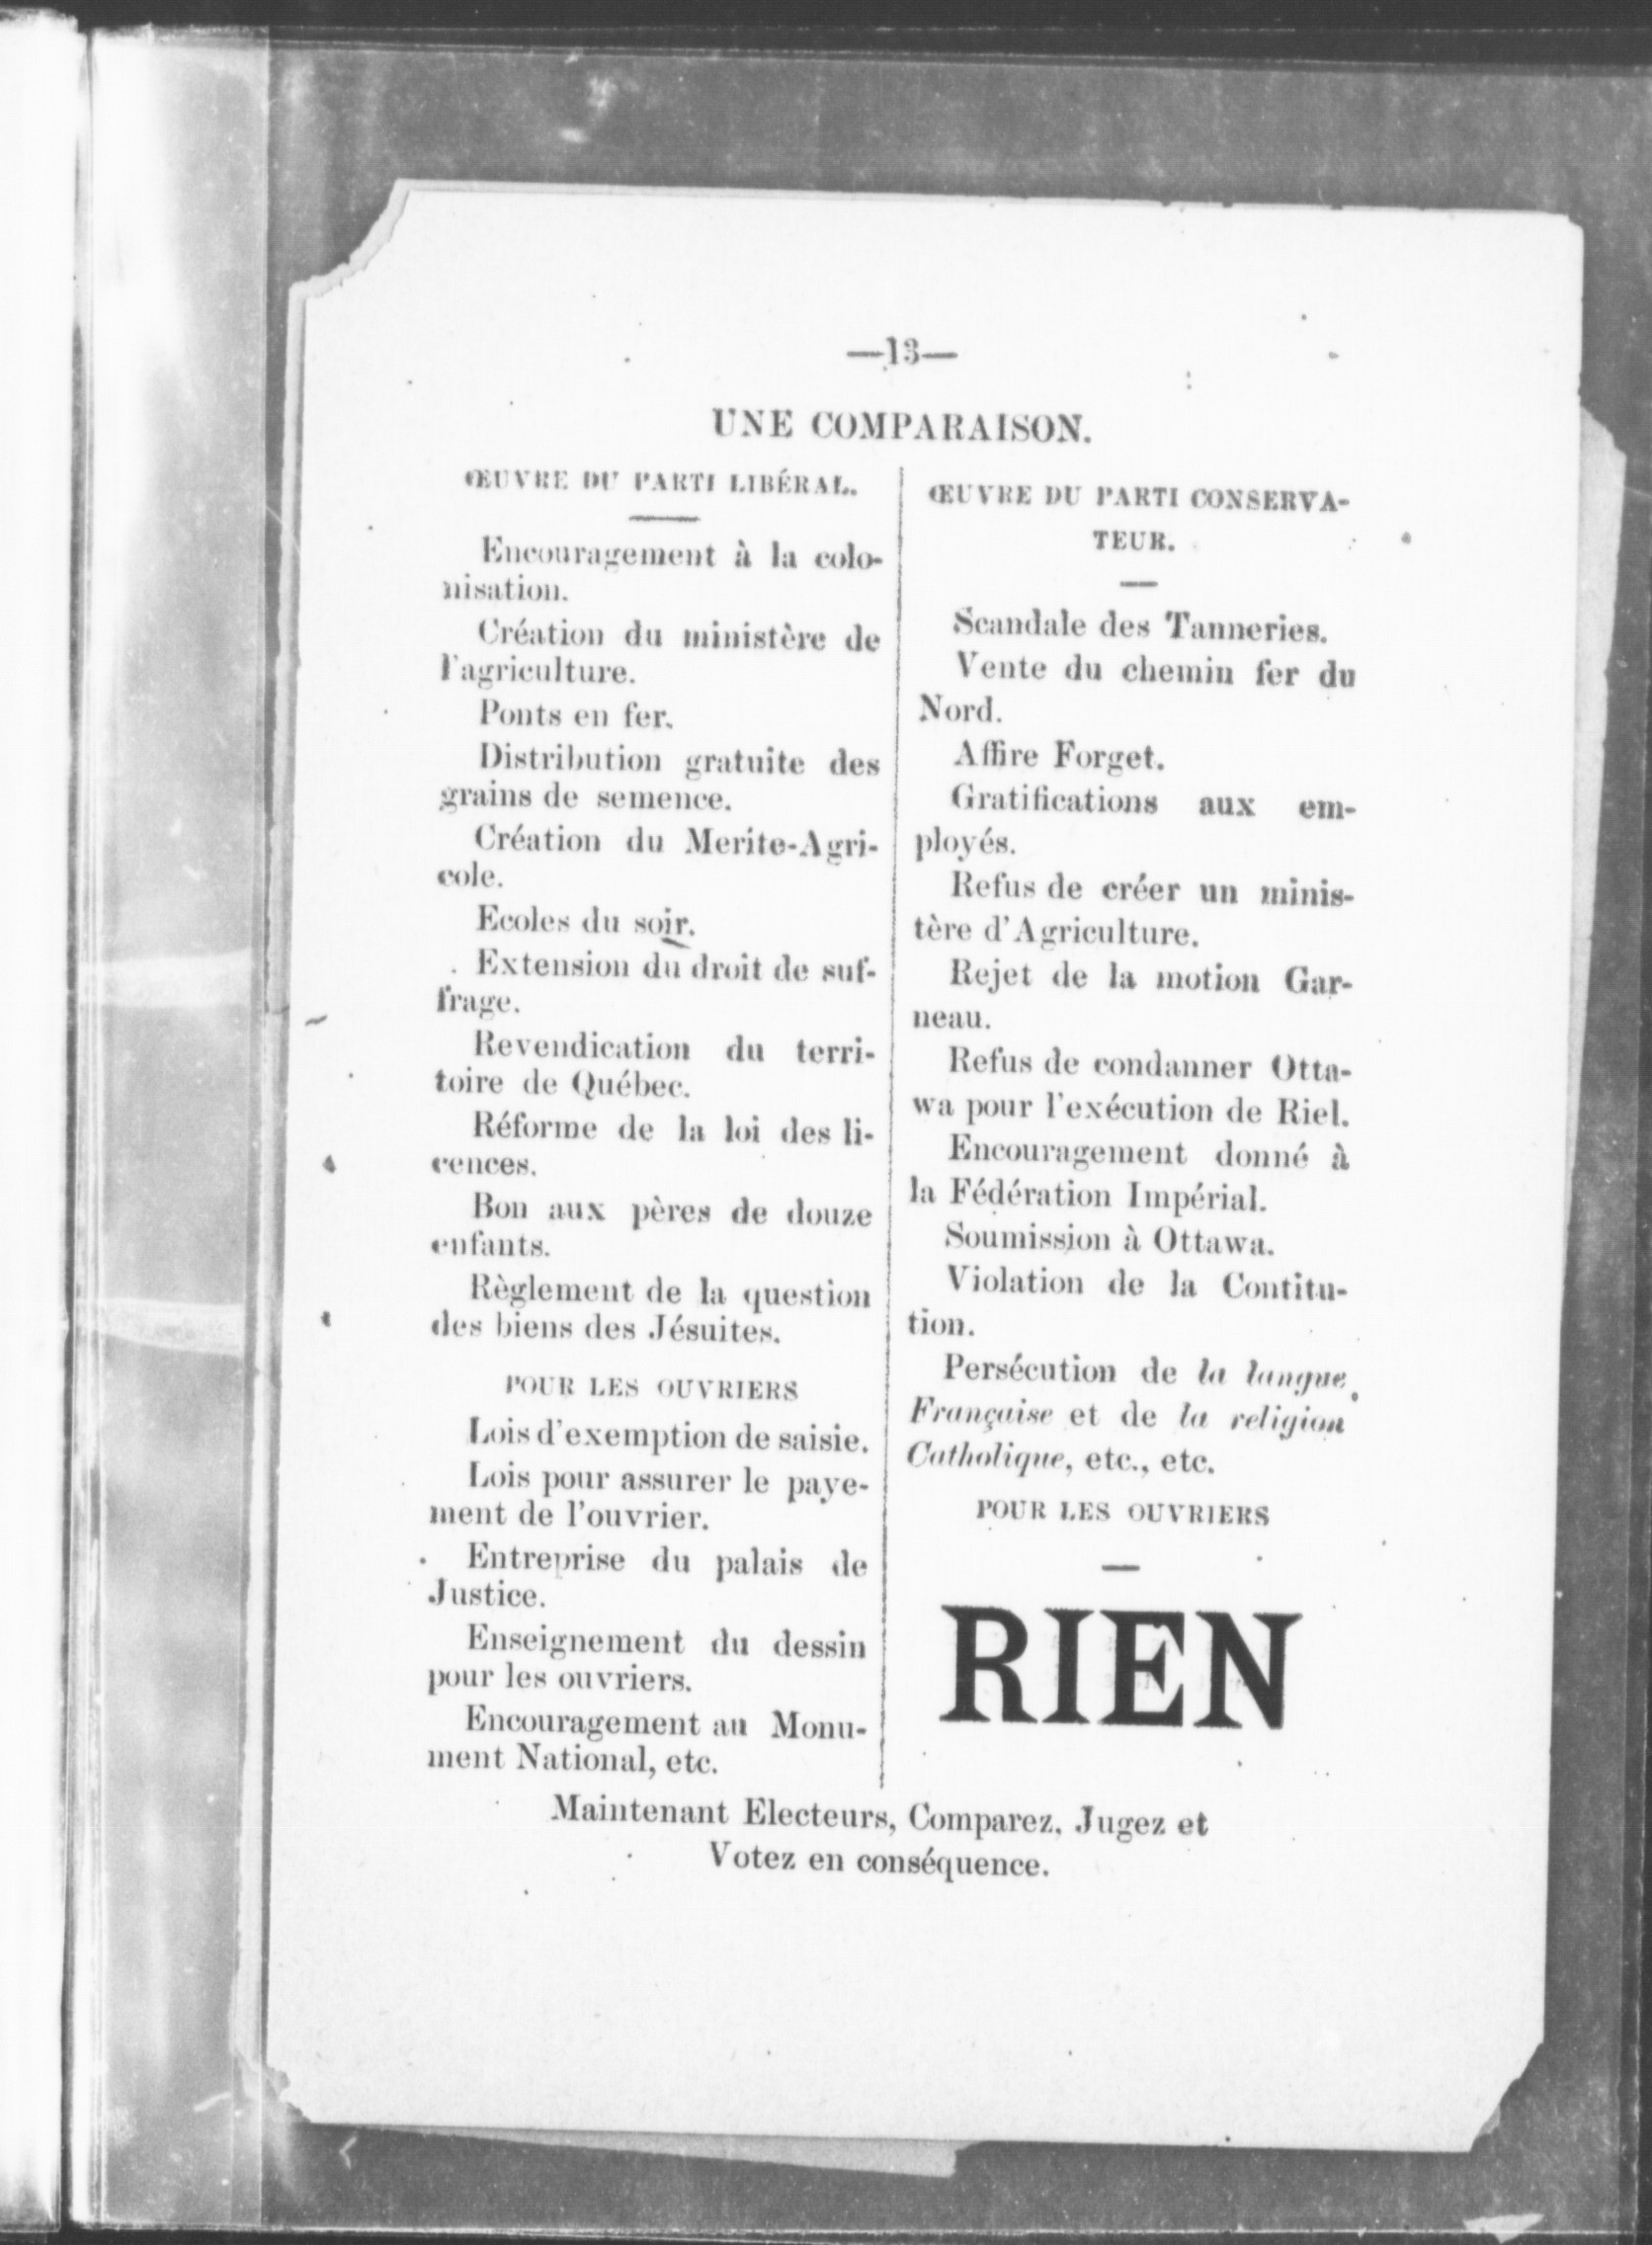 —13—
UNE COMPARAISON.
ŒUVRE DU PARTI LIBÉRAL.
Encouragement à la colo-
nisation.
Création du ministère de
l'agriculture.
Ponts en fer.
Distribution gratuite des
grains de semence.
Création du Merite-Agri-
cole.
Ecoles du soir.
Extension du droit de suf-
frage.
Revendication du terri-
toire de Québec.
Réforme de la loi des li-
cences.
Bon aux pères de douze
enfants.
Règlement de la question
des biens des Jésuites.
POUR LES OUVRIERS
Lois d'exemption de saisie.
Lois pour assurer le paye-
ment de l'ouvrier.
Entreprise du palais de
Justice.
Enseignement du dessin
pour les ouvriers.
Encouragement au Monu-
ment National, etc.
ŒUVRE DU PARTI CONSERVA-
TEUR.
Scandale des Tanneries.
Vente du chemin fer du
Nord.
Affire Forget.
Gratifications aux em-
ployés.
Refus de créer un minis-
tère d'Agriculture.
Rejet de la motion Gar-
neau.
Refus de condanner Otta-
wa pour l'exécution de Riel.
Encouragement donné à
la Fédération Impérial.
Soumission à Ottawa.
Violation de la Contitu-
tion.
Persécution de la langue
Française et de la religion
Catholique, etc., etc.
POUR LES OUVRIERS
RIEN
Maintenant Electeurs, Comparez, Jugez et
Votez en conséquence.